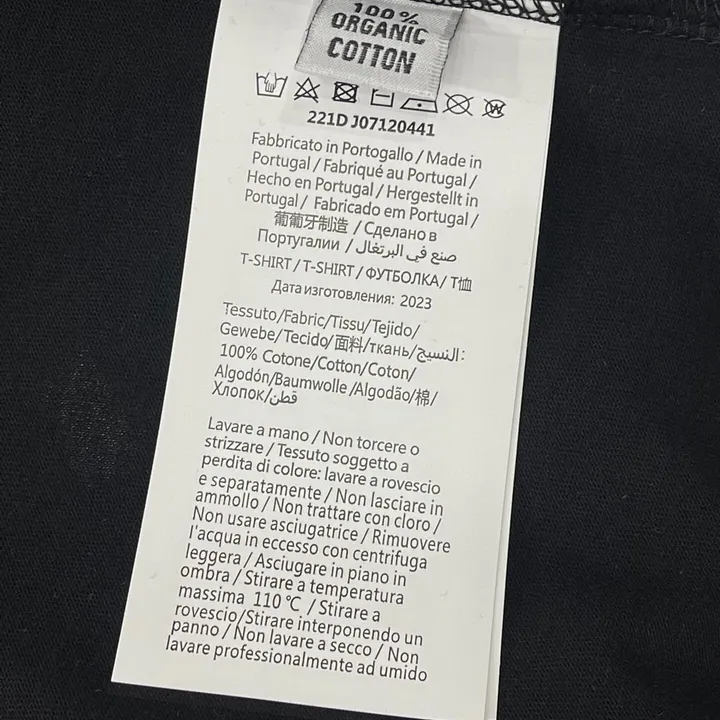 100%
ORGANIC
COTTON
221D J07120441
Fabbricato in Portogallo / Made in
Portugal / Fabriqué au Portugal /
Hecho en Portugal / Hergestellt in
Portugal / Fabricado em Portugal /
葡萄牙制造 / Сделано в
Португалии / صنع في البرتغال
T-SHIRT / T-SHIRT / ФУТБОЛКА / T恤
Дата изготовления: 2023
Tessuto/Fabric/Tissu/Tejido/
Gewebe/Tecido/面料/ткань/النسيج:
100% Cotone/Cotton/Coton/
Algodón/Baumwolle /Algodão/棉/
Хлопок/قطن
Lavare a mano / Non torcere o
strizzare / Tessuto soggetto a
perdita di colore: lavare a rovescio
e separatamente / Non lasciare in
ammollo / Non trattare con cloro /
Non usare asciugatrice / Rimuovere
l'acqua in eccesso con centrifuga
leggera / Asciugare in piano in
ombra / Stirare a temperatura
massima 110 °C / Stirare a
rovescio/Stirare interponendo un
panno / Non lavare a secco / Non
lavare professionalmente ad umido